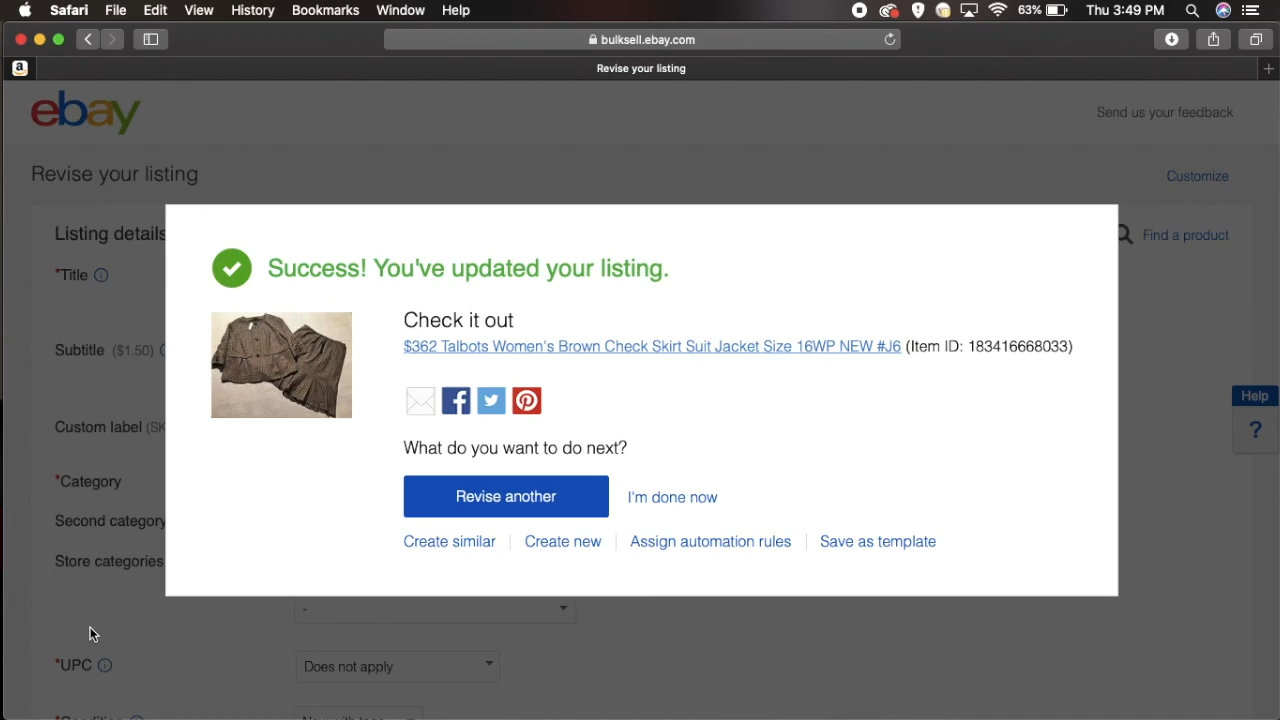 Safari File Edit View History Bookmarks Window Help 63% Thu 3:49 PM
bulksell.ebay.com
a Revise your listing
ebay
Send us your feedback
Revise your listing
Customize
Listing details
Find a product
*Title
Success! You've updated your listing.
Check it out
$362 Talbots Women's Brown Check Skirt Suit Jacket Size 16WP NEW #J6 (Item ID: 183416668033)
Subtitle ($1.50)
Help
?
Custom label (SK
What do you want to do next?
*Category
Revise another I'm done now
Second category
Create similar Create new Assign automation rules Save as template
Store categories
-
*UPC Does not apply